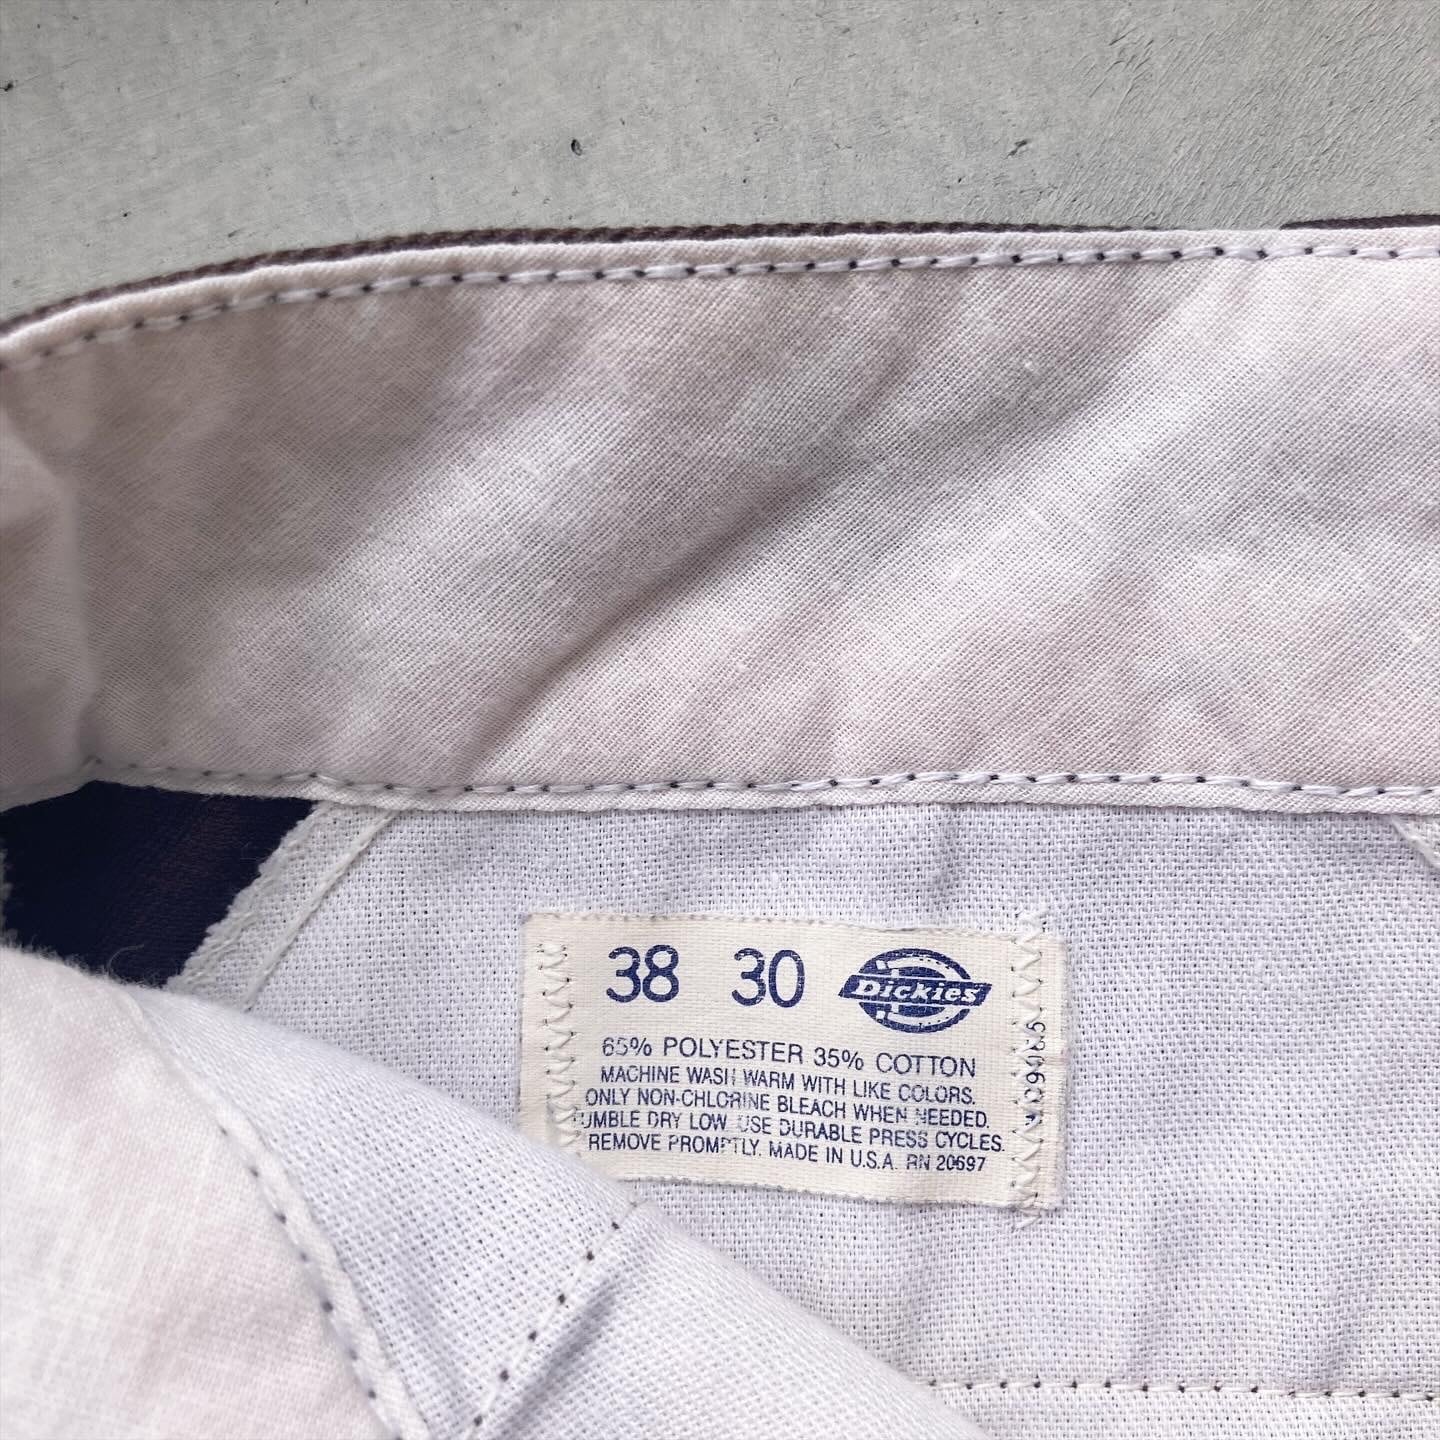 38 30 Dickies
65% POLYESTER 35% COTTON
MACHINE WASH WARM WITH LIKE COLORS.
ONLY NON-CHLORINE BLEACH WHEN NEEDED.
UMBLE DRY LOW. USE DURABLE PRESS CYCLES.
REMOVE PROMPTLY. MADE IN U.S.A. RN 20697